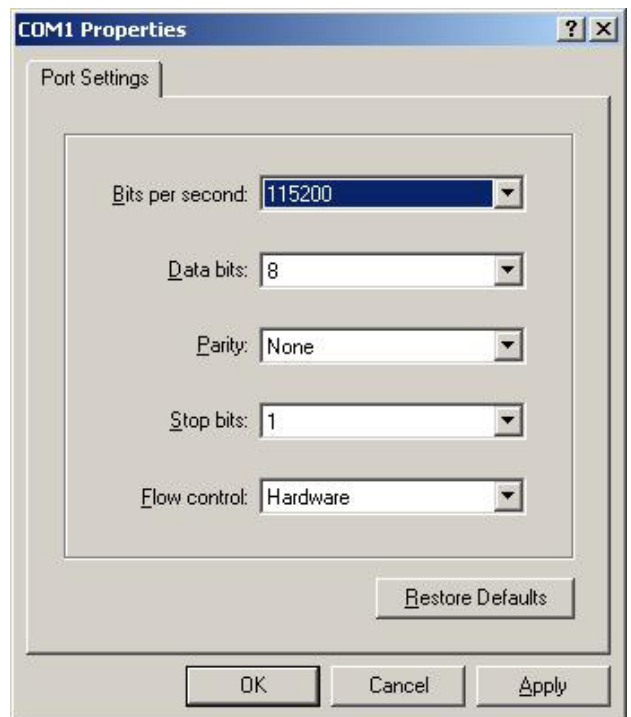 COM1 Properties
Port Settings
Bits per second: 115200
Data bits: 8
Parity: None
Stop bits: 1
Flow control: Hardware
Restore Defaults
OK Cancel Apply